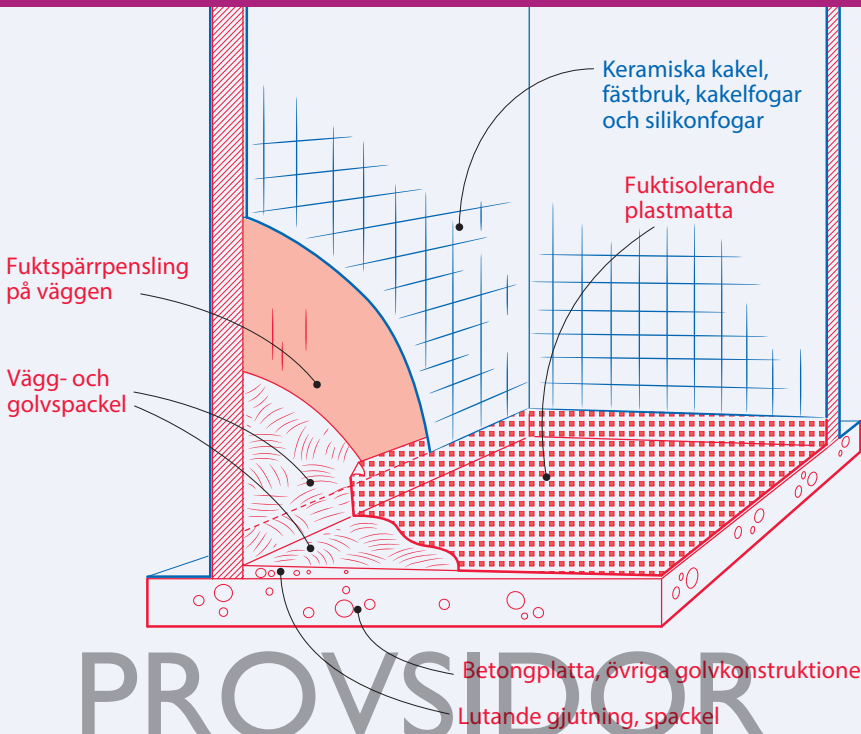 Keramiska kakel,
fästbruk, kakelfogar
och silikonfogar
Fuktisolerande
plastmatta
Fuktspärrpensling
på väggen
Vägg- och
golvspackel
Betongplatta, övriga golvkonstruktione
Lutande gjutning, spackel
PROVSIDOR